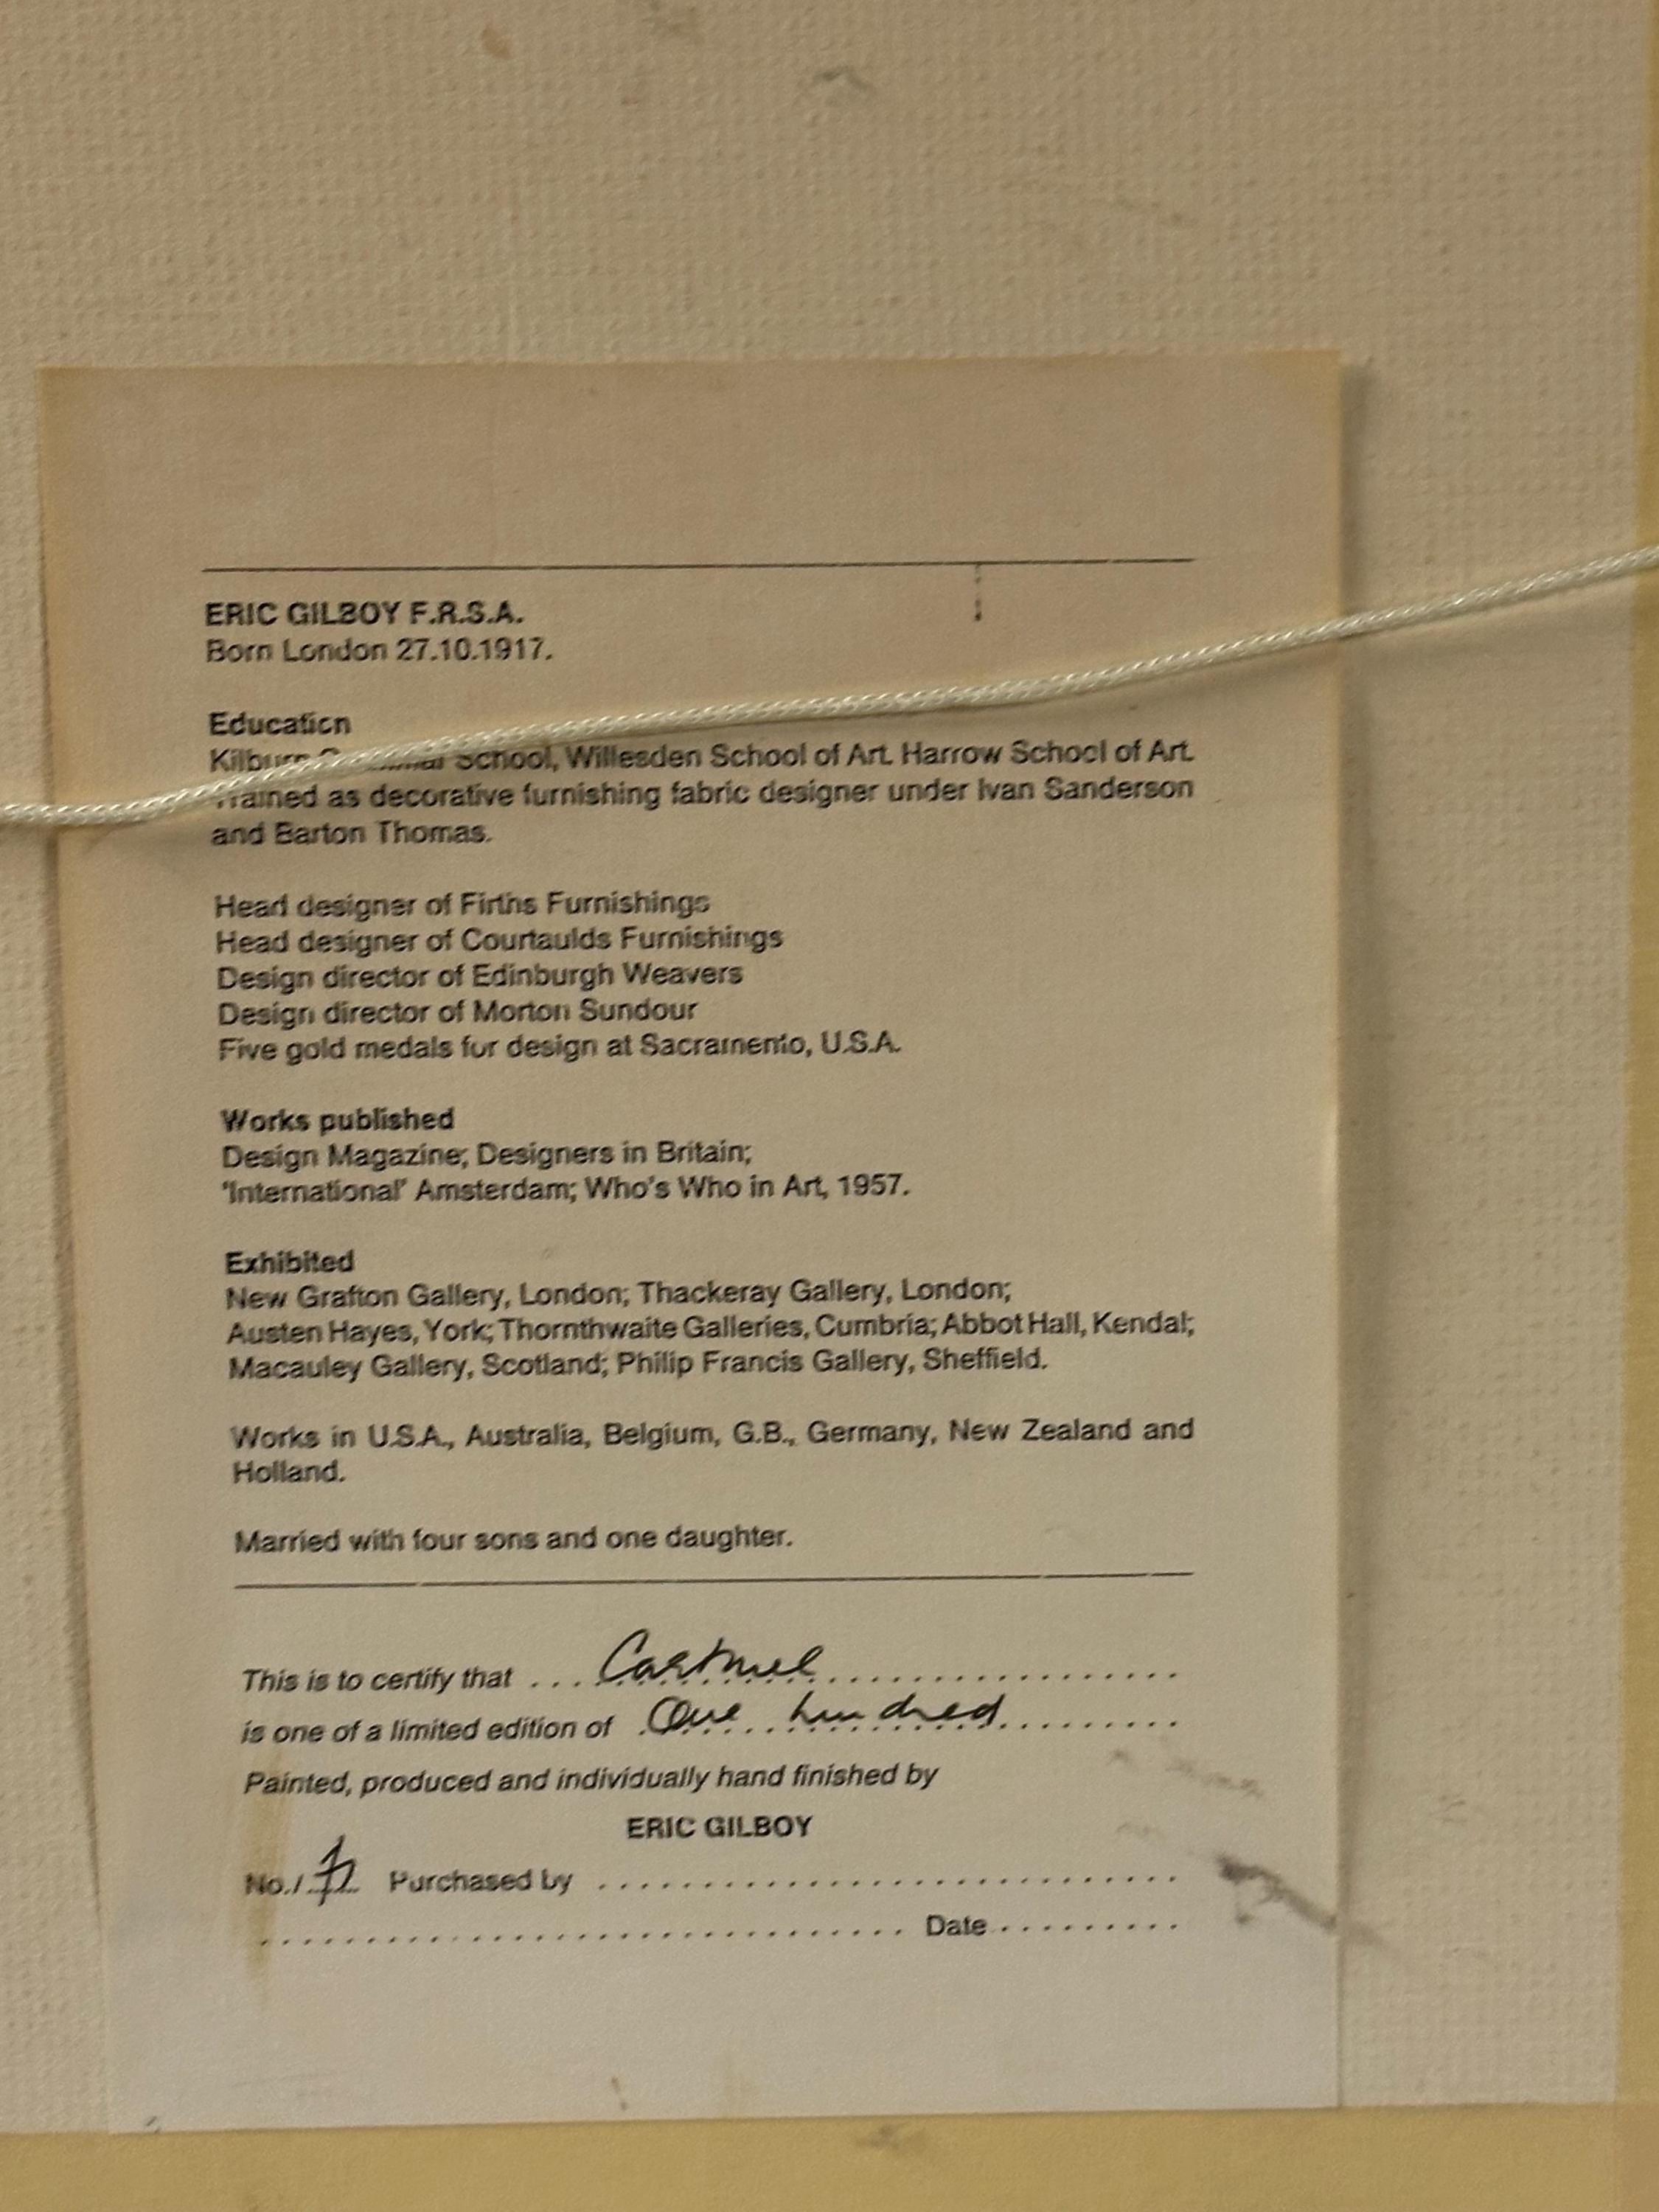 ERIC GILBOY F.R.S.A.
Born London 27.10.1917.
Education
Kilburn School, Willesden School of Art. Harrow School of Art.
Trained as decorative furnishing fabric designer under Ivan Sanderson
and Barton Thomas.
Head designer of Firths Furnishings
Head designer of Courtaulds Furnishings
Design director of Edinburgh Weavers
Design director of Morton Sundour
Five gold medals for design at Sacramento, U.S.A.
Works published
Design Magazine; Designers in Britain;
'International' Amsterdam; Who's Who in Art, 1957.
Exhibited
New Grafton Gallery, London; Thackeray Gallery, London;
Austen Hayes, York; Thornthwaite Galleries, Cumbria; Abbot Hall, Kendal;
Macauley Gallery, Scotland; Philip Francis Gallery, Sheffield.
Works in U.S.A., Australia, Belgium, G.B., Germany, New Zealand and
Holland.
Married with four sons and one daughter.
This is to certify that ... Cartmel ...................
is one of a limited edition of . One hundred ..........
Painted, produced and individually hand finished by
ERIC GILBOY
No./ Purchased by ..............................
.................................. Date ..........